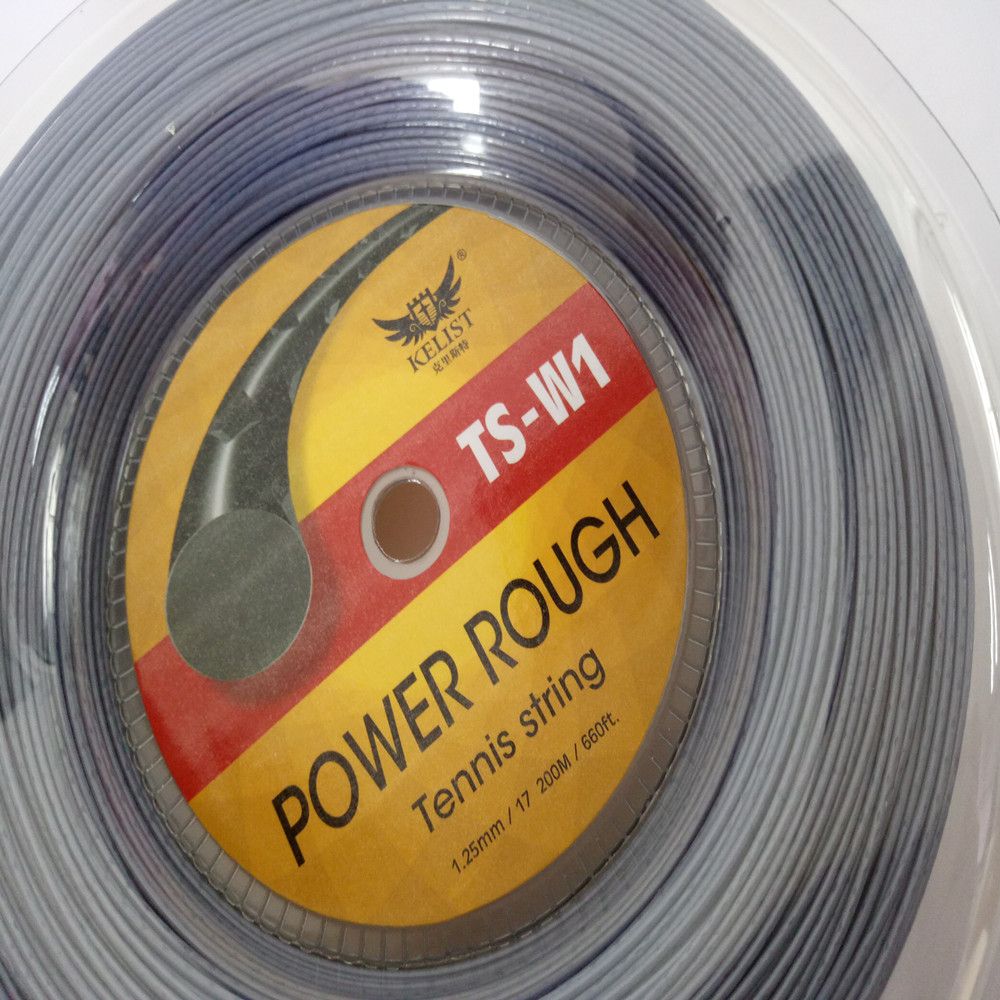 ®
KELIST
克里斯特
TS-W1
POWER ROUGH
Tennis string
1.25mm / 17 200M / 660ft.